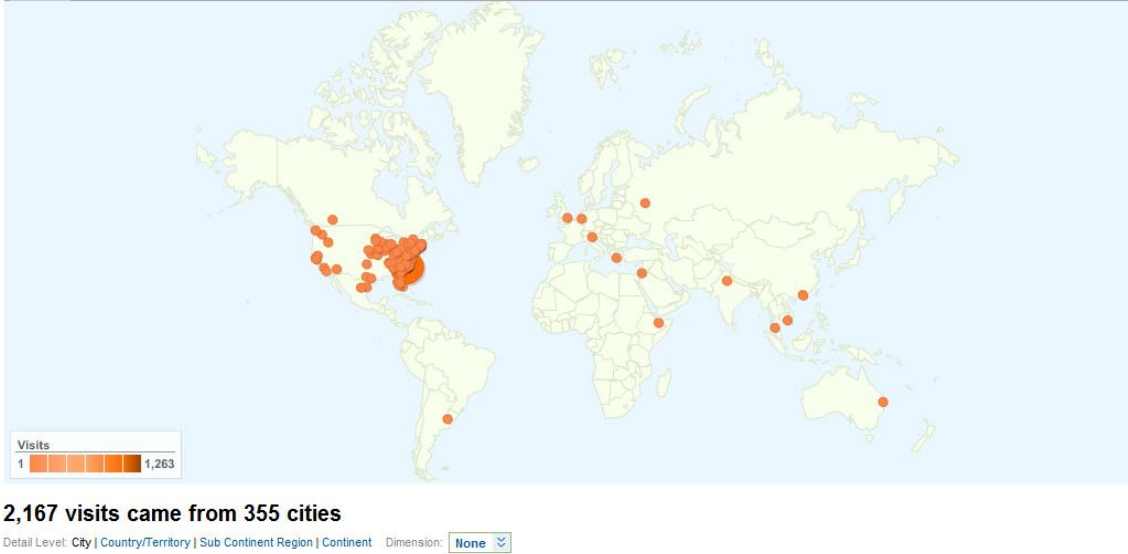 Visits
1 1,263
2,167 visits came from 355 cities
Detail Level: City | Country/Territory | Sub Continent Region | Continent Dimension: None